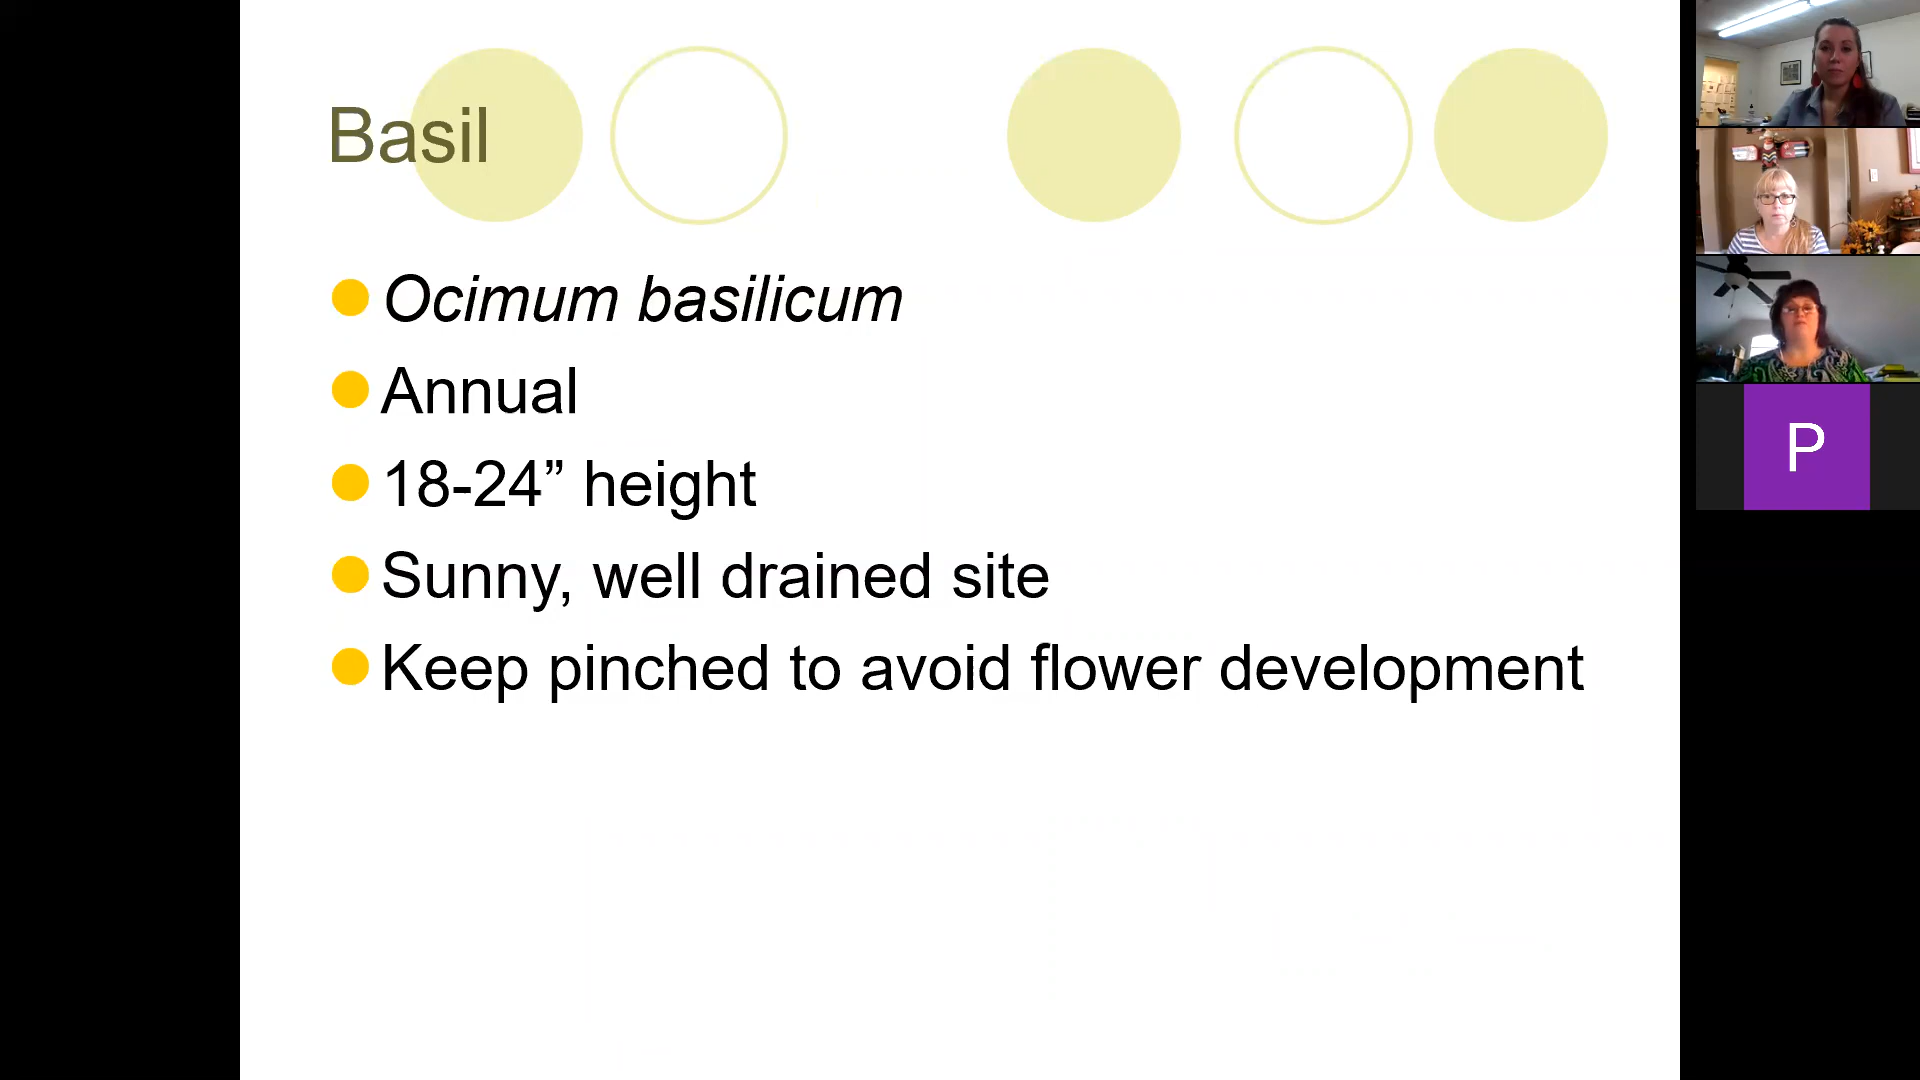 Basil
Ocimum basilicum
Annual
18-24” height
Sunny, well drained site
Keep pinched to avoid flower development
P